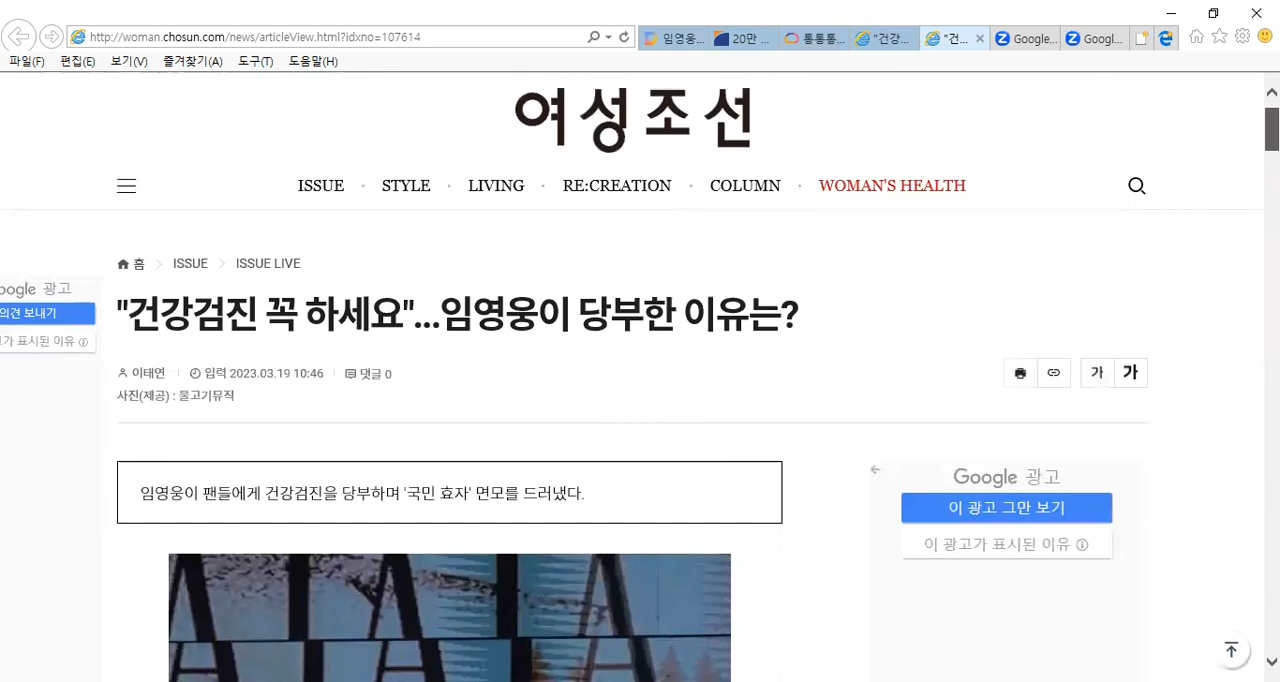 http://woman.chosun.com/news/articleView.html?idxno=107614
임영웅... 20만 ... 통통통... "건강... "건... Google... Googl...
파일(F) 편집(E) 보기(V) 즐겨찾기(A) 도구(T) 도움말(H)
여성조선
ISSUE · STYLE · LIVING · RE:CREATION · COLUMN · WOMAN'S HEALTH
홈 > ISSUE > ISSUE LIVE
oogle 광고
의견 보내기
가 표시된 이유
"건강검진 꼭 하세요"...임영웅이 당부한 이유는?
이태연 입력 2023.03.19 10:46 댓글 0
가 가
사진(제공) : 물고기뮤직
임영웅이 팬들에게 건강검진을 당부하며 '국민 효자' 면모를 드러냈다.
Google 광고
이 광고 그만 보기
이 광고가 표시된 이유